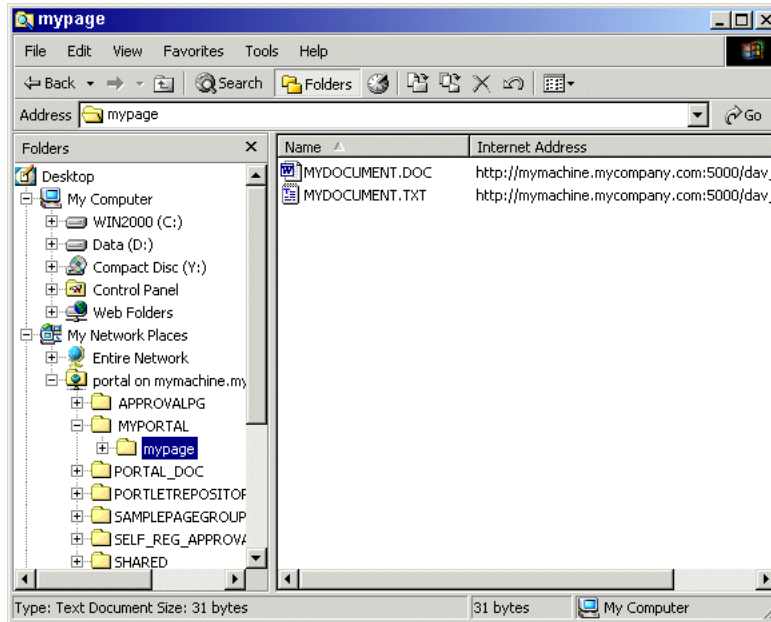 mypage
File Edit View Favorites Tools Help
Back Search Folders
Address mypage Go
Folders x
Name Internet Address
Desktop
My Computer
WIN2000 (C:)
Data (D:)
Compact Disc (Y:)
Control Panel
Web Folders
My Network Places
Entire Network
portal on mymachine.my
APPROVALPG
MYPORTAL
mypage
PORTAL_DOC
PORTLETREPOSITOR
SAMPLEPAGEGROUP
SELF_REG_APPROVA
SHARED
MYDOCUMENT.DOC http://mymachine.mycompany.com:5000/dav_
MYDOCUMENT.TXT http://mymachine.mycompany.com:5000/dav_
Type: Text Document Size: 31 bytes 31 bytes My Computer